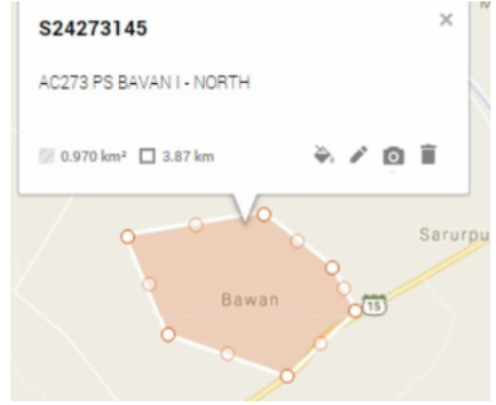 S24273145
AC273 PS BAVAN I - NORTH
0.970 km² 3.87 km
Sarurpu
Bawan
15